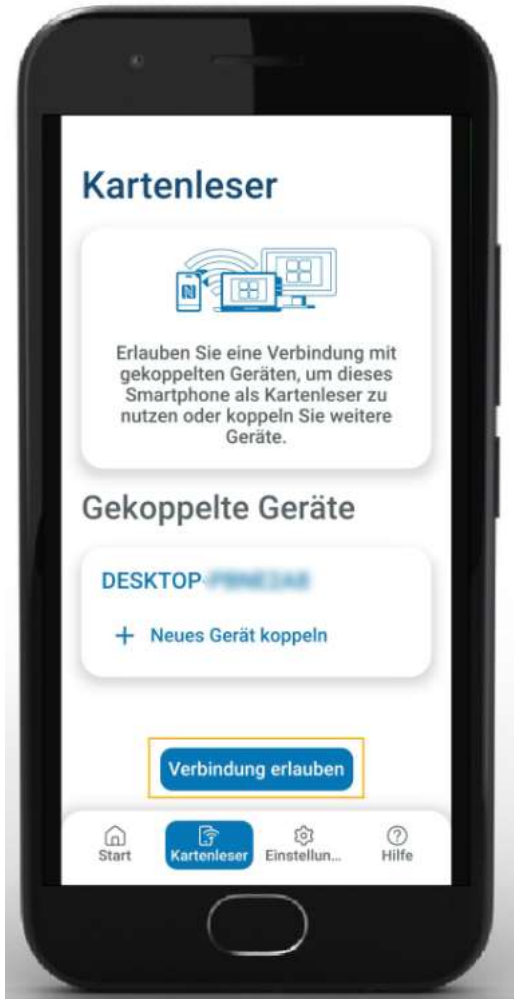 Kartenleser
Erlauben Sie eine Verbindung mit
gekoppelten Geräten, um dieses
Smartphone als Kartenleser zu
nutzen oder koppeln Sie weitere
Geräte.
Gekoppelte Geräte
DESKTOP-
+ Neues Gerät koppeln
Verbindung erlauben
Start
Kartenleser
Einstellun...
Hilfe